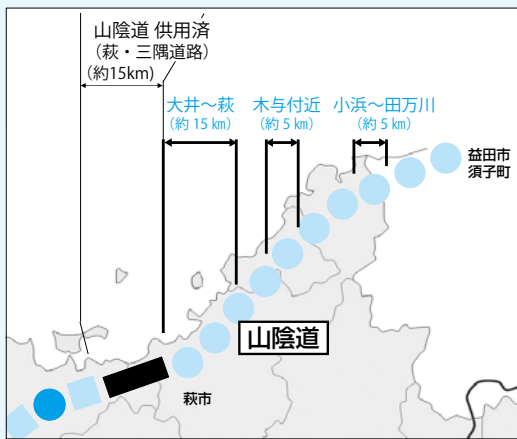 山陰道 供用済
（萩・三隅道路）
（約15km）
大井〜萩
（約 15 ㎞）
木与付近
（約 5 ㎞）
小浜〜田万川
（約 5 ㎞）
益田市
須子町
山陰道
萩市